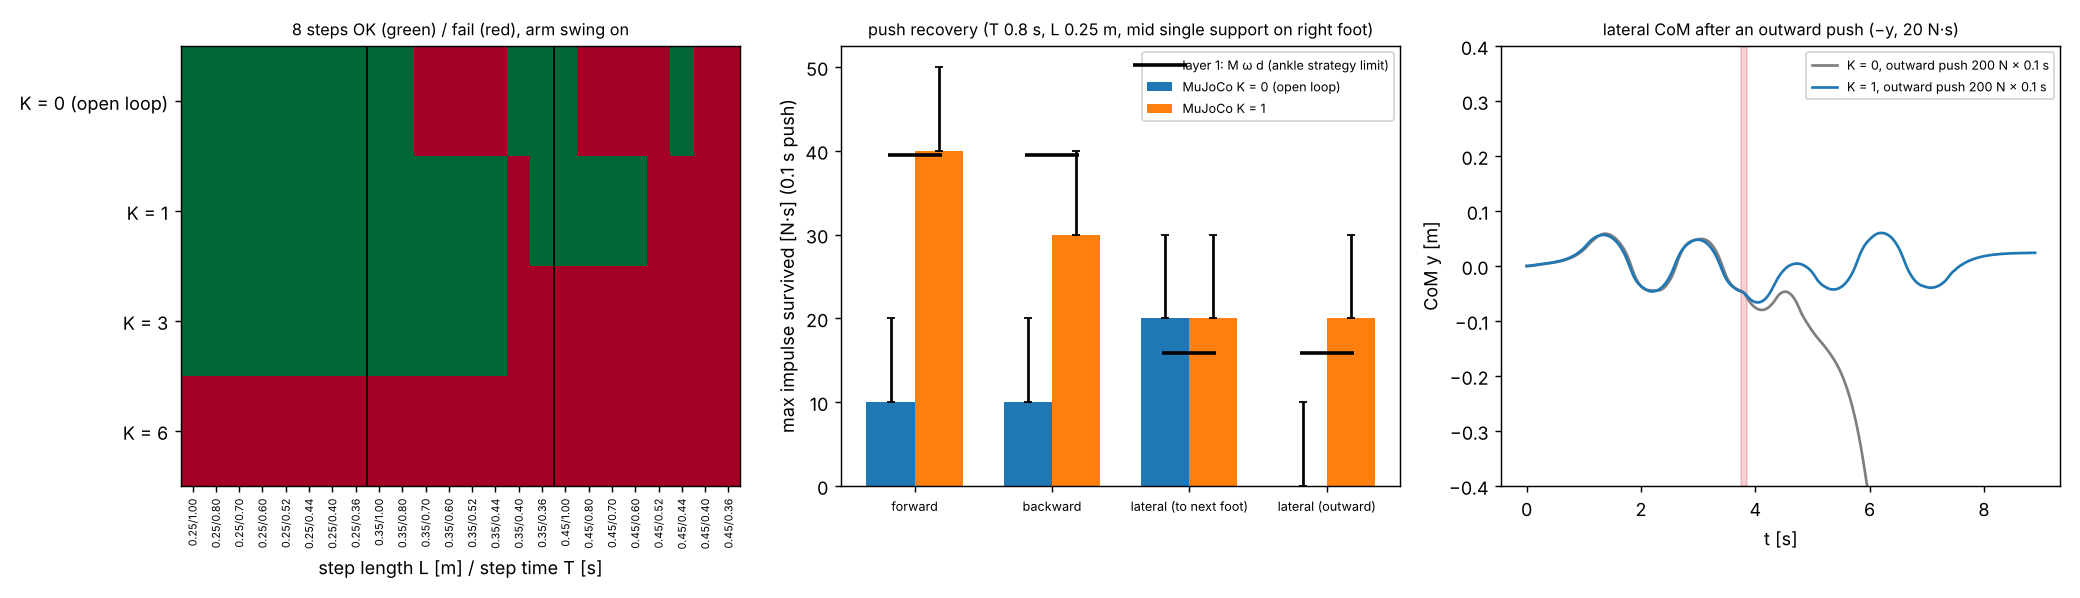 8 steps OK (green) / fail (red), arm swing on
K = 0 (open loop)
K = 1
K = 3
K = 6
0.25/1.00
0.25/0.80
0.25/0.70
0.25/0.60
0.25/0.52
0.25/0.44
0.25/0.40
0.25/0.36
0.35/1.00
0.35/0.80
0.35/0.70
0.35/0.60
0.35/0.52
0.35/0.44
0.35/0.40
0.35/0.36
0.45/1.00
0.45/0.80
0.45/0.70
0.45/0.60
0.45/0.52
0.45/0.44
0.45/0.40
0.45/0.36
step length L [m] / step time T [s]
push recovery (T 0.8 s, L 0.25 m, mid single support on right foot)
max impulse survived [N·s] (0.1 s push)
50
40
30
20
10
0
layer 1: M ω d (ankle strategy limit)
MuJoCo K = 0 (open loop)
MuJoCo K = 1
forward
backward
lateral (to next foot)
lateral (outward)
lateral CoM after an outward push (−y, 20 N·s)
CoM y [m]
0.4
0.3
0.2
0.1
0.0
−0.1
−0.2
−0.3
−0.4
K = 0, outward push 200 N × 0.1 s
K = 1, outward push 200 N × 0.1 s
0
2
4
6
8
t [s]